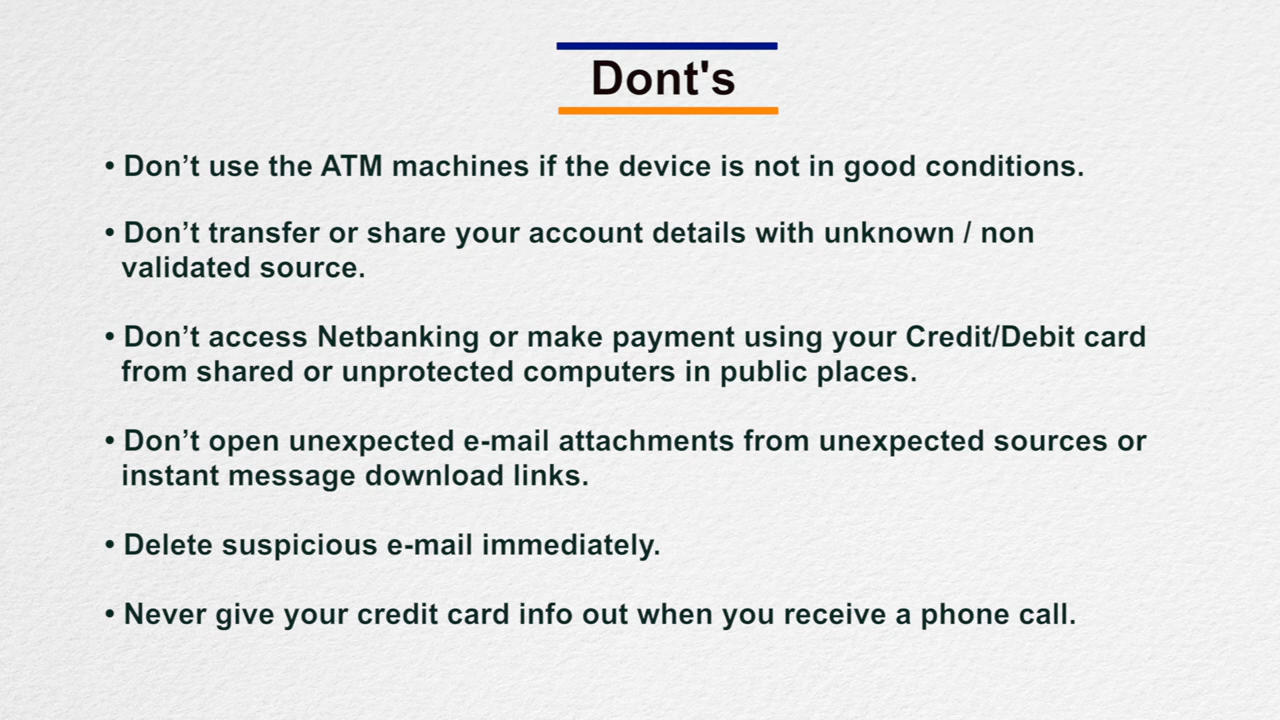 Dont's
• Don’t use the ATM machines if the device is not in good conditions.
• Don’t transfer or share your account details with unknown / non
validated source.
• Don’t access Netbanking or make payment using your Credit/Debit card
from shared or unprotected computers in public places.
• Don’t open unexpected e-mail attachments from unexpected sources or
instant message download links.
• Delete suspicious e-mail immediately.
• Never give your credit card info out when you receive a phone call.